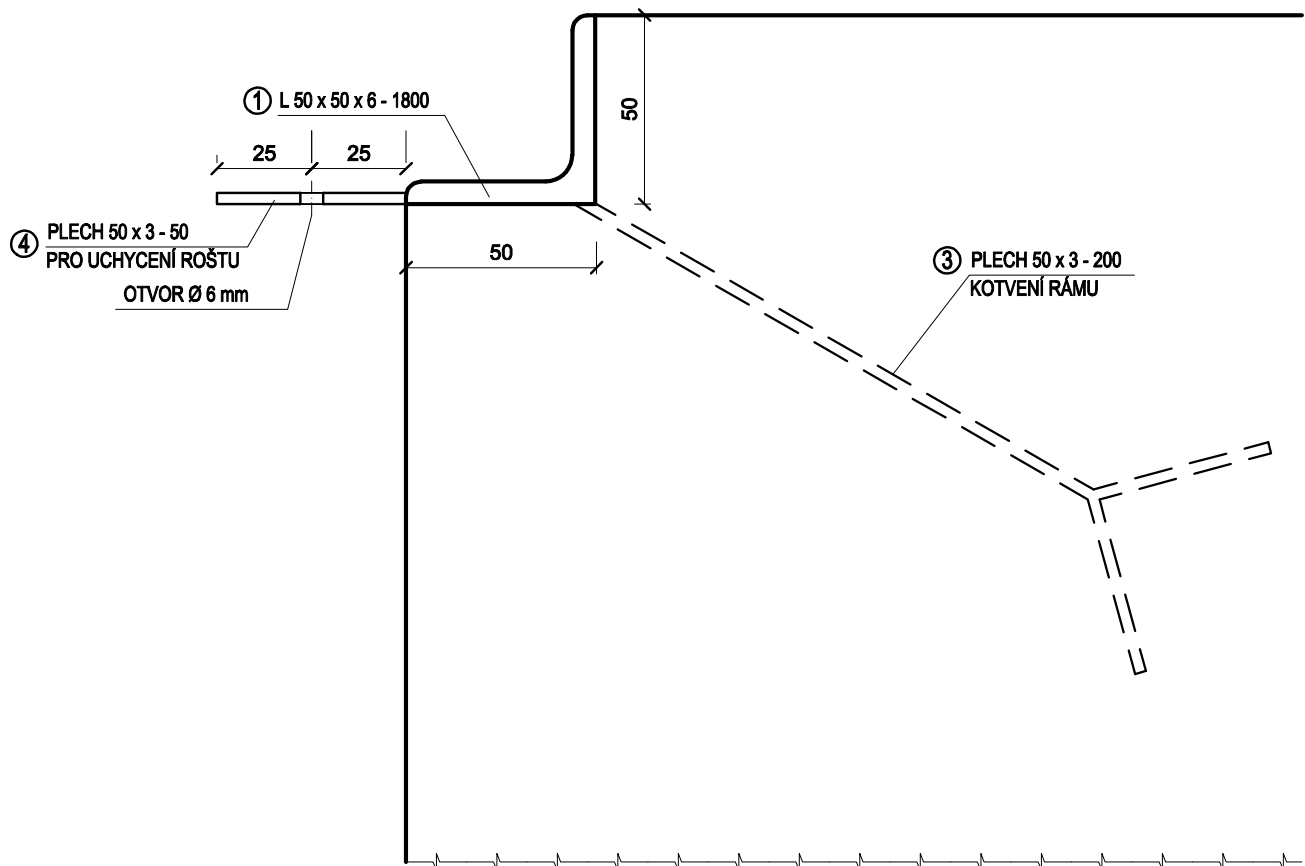 ① L 50 x 50 x 6 - 1800
50
25
25
④ PLECH 50 x 3 - 50
PRO UCHYCENÍ ROŠTU
OTVOR Ø 6 mm
50
③ PLECH 50 x 3 - 200
KOTVENÍ RÁMU